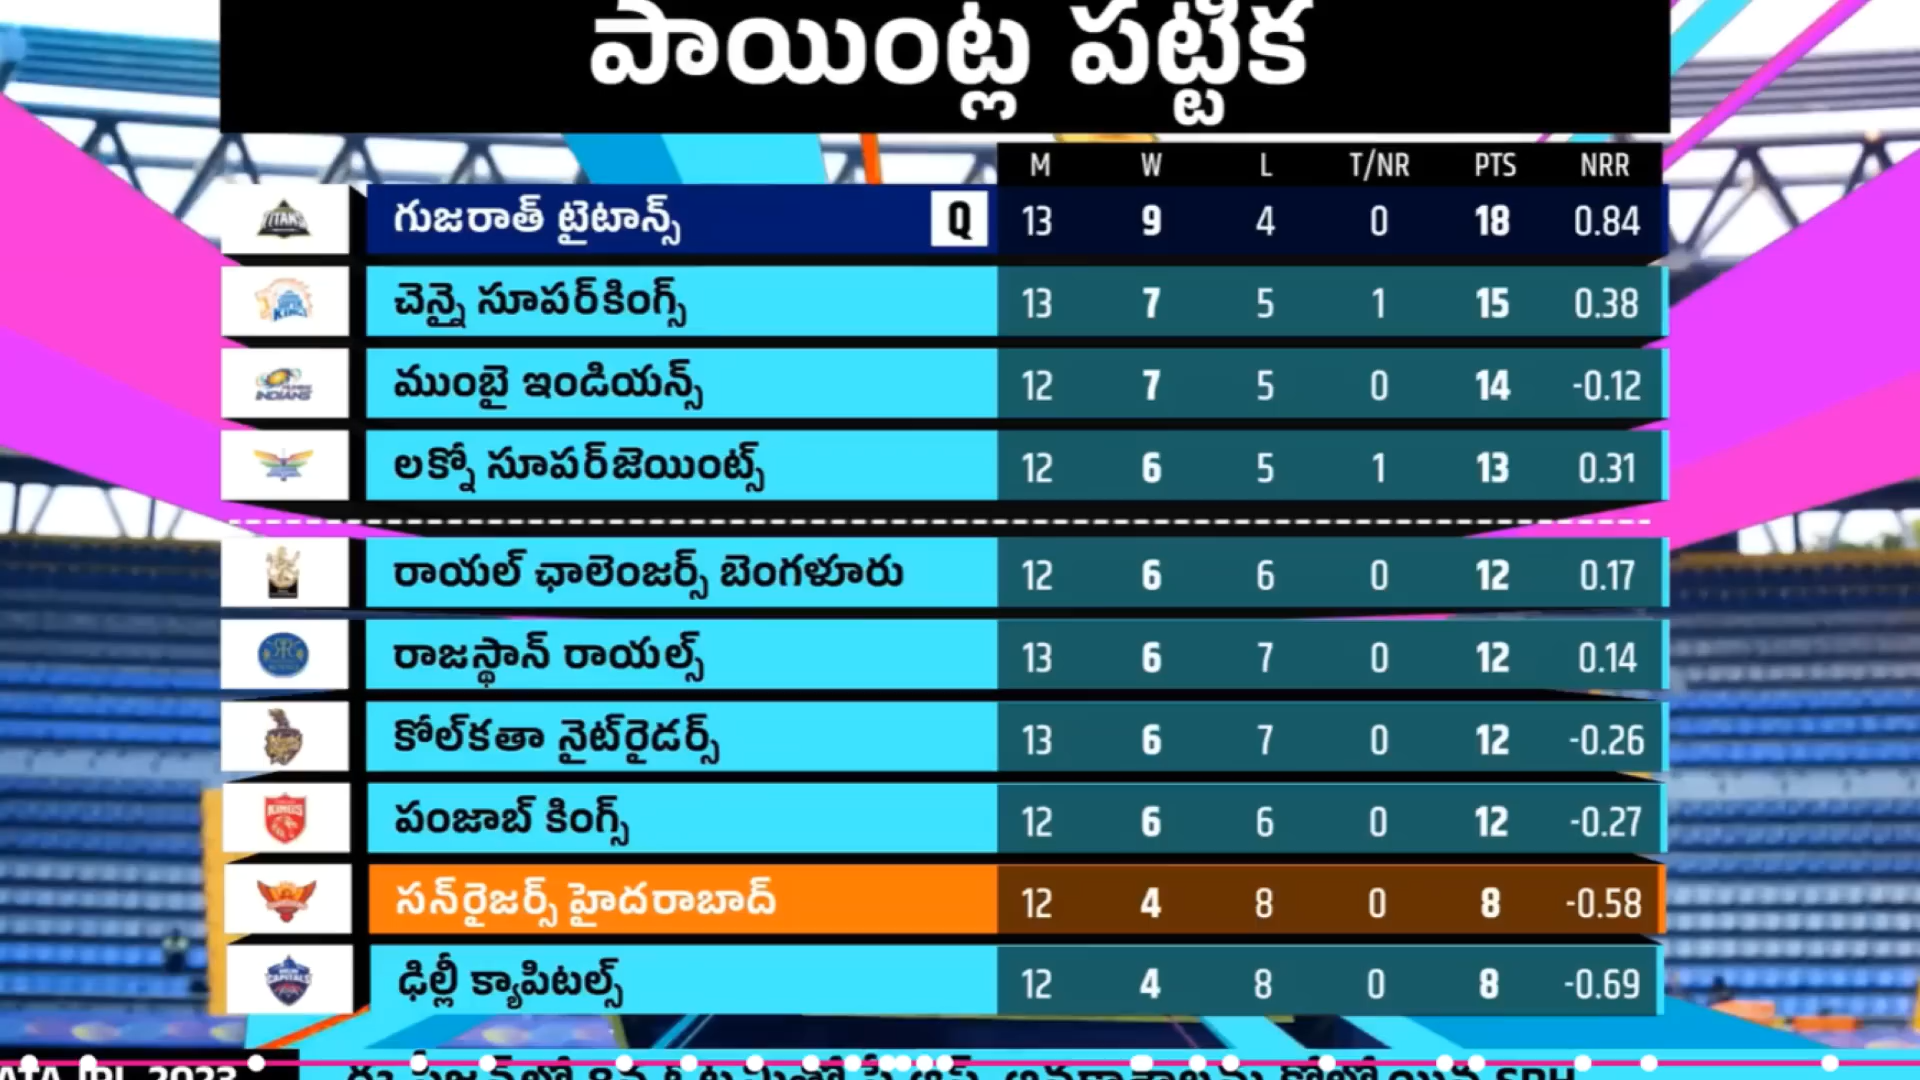 పాయింట్ల పట్టిక
M W L T/NR PTS NRR
గుజరాత్ టైటాన్స్ Q 13 9 4 0 18 0.84
చెన్నై సూపర్‌కింగ్స్ 13 7 5 1 15 0.38
ముంబై ఇండియన్స్ 12 7 5 0 14 -0.12
లక్నో సూపర్‌జెయింట్స్ 12 6 5 1 13 0.31
రాయల్ ఛాలెంజర్స్ బెంగళూరు 12 6 6 0 12 0.17
రాజస్థాన్ రాయల్స్ 13 6 7 0 12 0.14
కోల్‌కతా నైట్‌రైడర్స్ 13 6 7 0 12 -0.26
పంజాబ్ కింగ్స్ 12 6 6 0 12 -0.27
సన్‌రైజర్స్ హైదరాబాద్ 12 4 8 0 8 -0.58
ఢిల్లీ క్యాపిటల్స్ 12 4 8 0 8 -0.69
IPL 2023
SRH